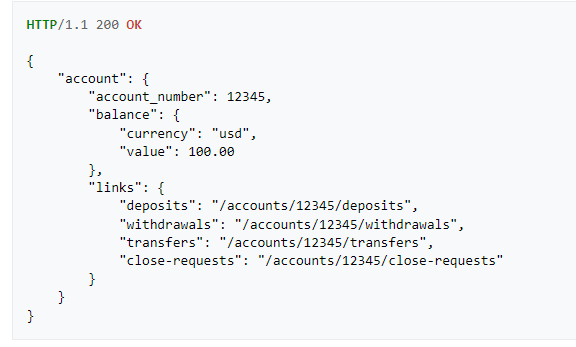 HTTP/1.1 200 OK

{
    "account": {
        "account_number": 12345,
        "balance": {
            "currency": "usd",
            "value": 100.00
        },
        "links": {
            "deposits": "/accounts/12345/deposits",
            "withdrawals": "/accounts/12345/withdrawals",
            "transfers": "/accounts/12345/transfers",
            "close-requests": "/accounts/12345/close-requests"
        }
    }
}